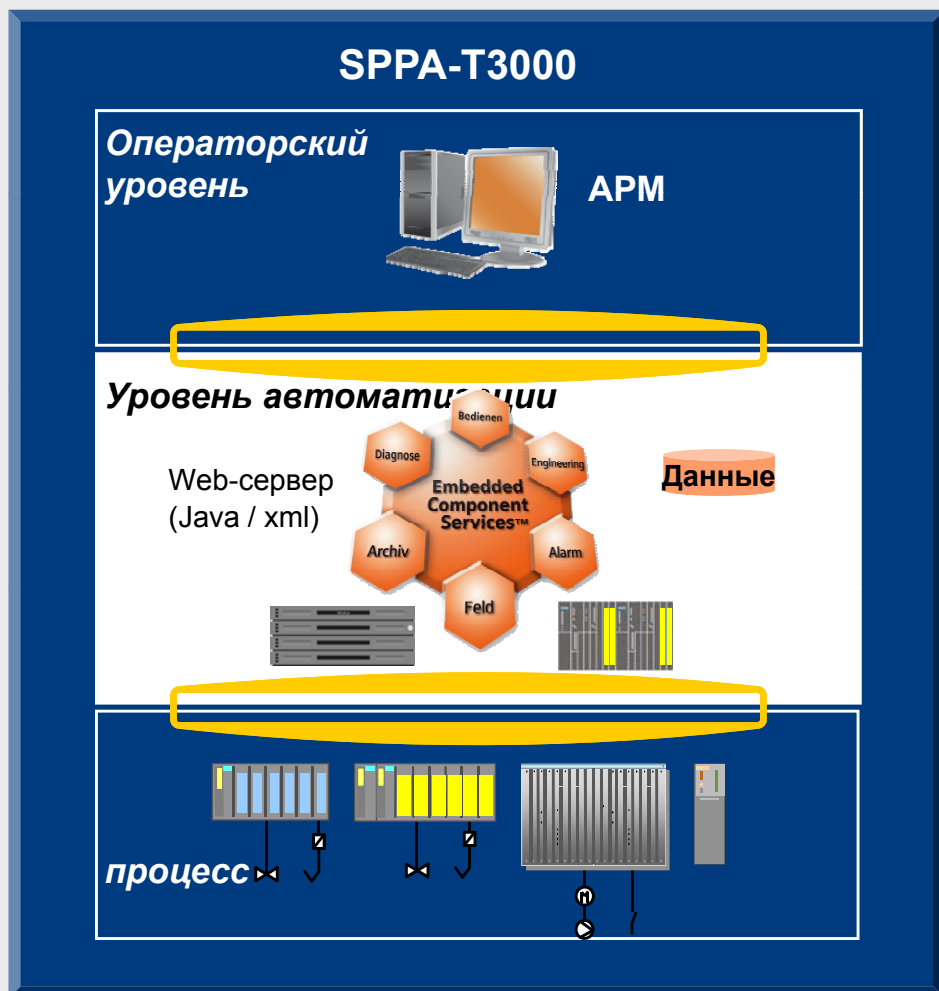 SPPA-T3000
Операторский
уровень
АРМ
Уровень автоматизации
Bedienen
Diagnose
Engineering
Web-сервер
(Java / xml)
Embedded
Component
Services™
Данные
Archiv
Alarm
Feld
процесс
M